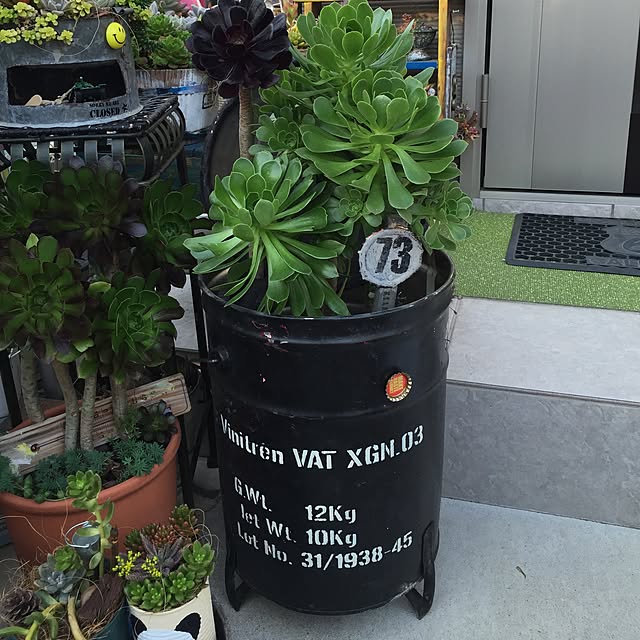 CLOSED
73
Vinitren VAT XGN.03
G.Wt. 12Kg
Net Wt. 10Kg
Lot No. 31/1938-45